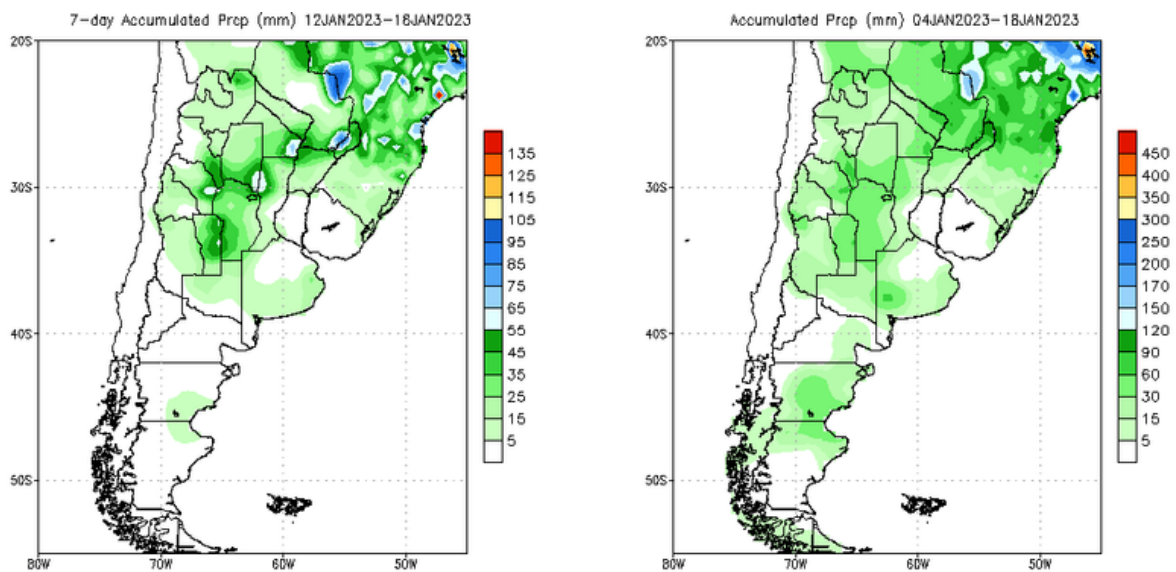 7-day Accumulated Prcp (mm) 12JAN2023-18JAN2023
20S
30S
40S
50S
80W
70W
60W
50W
135
125
115
105
95
85
75
65
55
45
35
25
15
5
Accumulated Prcp (mm) 04JAN2023-18JAN2023
20S
30S
40S
50S
80W
70W
60W
50W
450
400
350
300
250
200
170
150
120
90
60
30
15
5